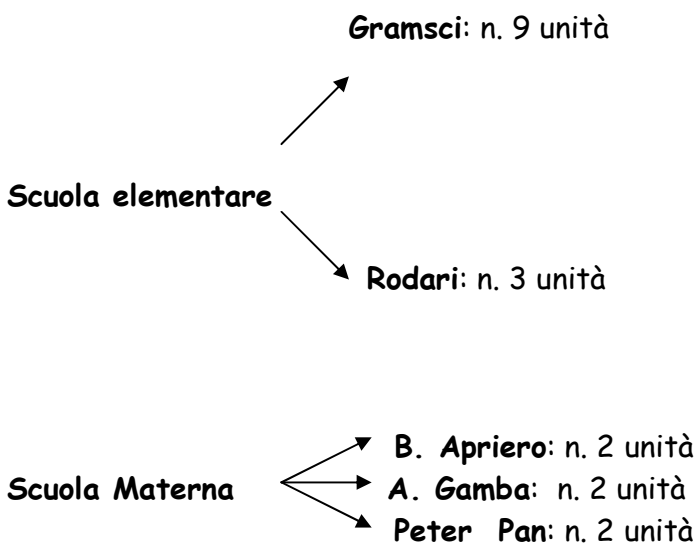 Gramsci: n. 9 unità
Scuola elementare
Rodari: n. 3 unità
B. Apriero: n. 2 unità
Scuola Materna
A. Gamba: n. 2 unità
Peter Pan: n. 2 unità